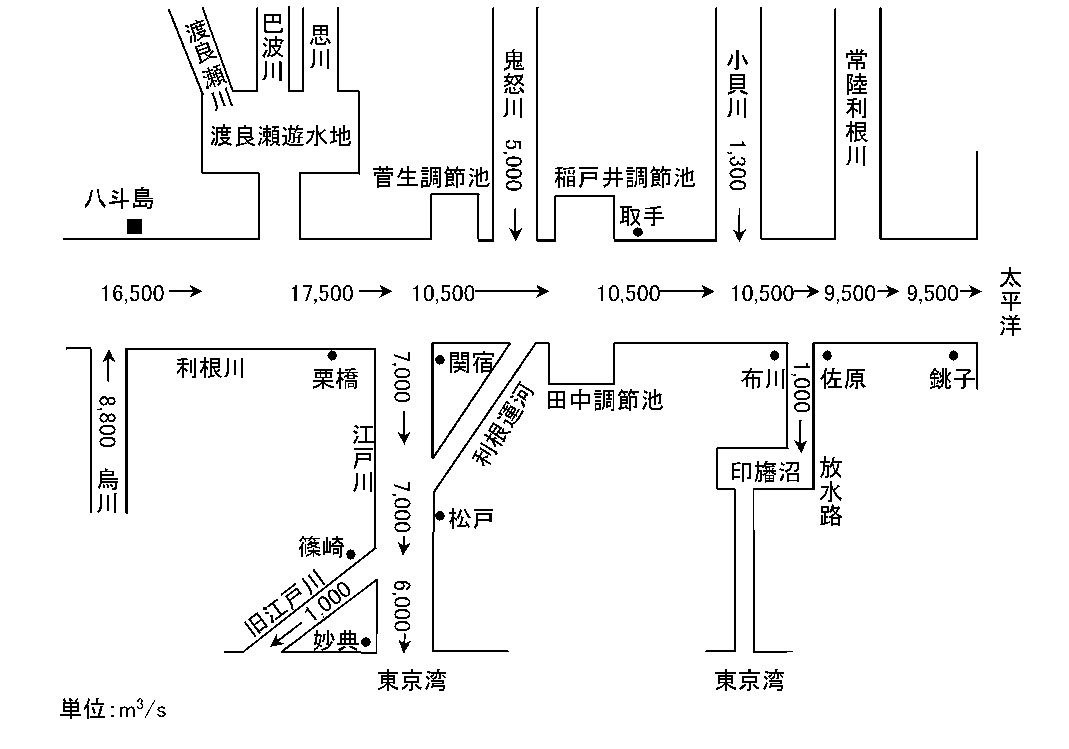 渡良瀬川
巴波川
思川
鬼怒川
5,000
小貝川
1,300
常陸利根川
渡良瀬遊水地
菅生調節池
稲戸井調節池
八斗島
取手
16,500
17,500
10,500
10,500
10,500
9,500
9,500
太平洋
8,800
烏川
利根川
栗橋
7,000
関宿
利根運河
田中調節池
布川
1,000
佐原
銚子
江戸川
印旛沼
放水路
7,000
松戸
篠崎
旧江戸川
1,000
6,000
妙典
東京湾
東京湾
単位:m³/s